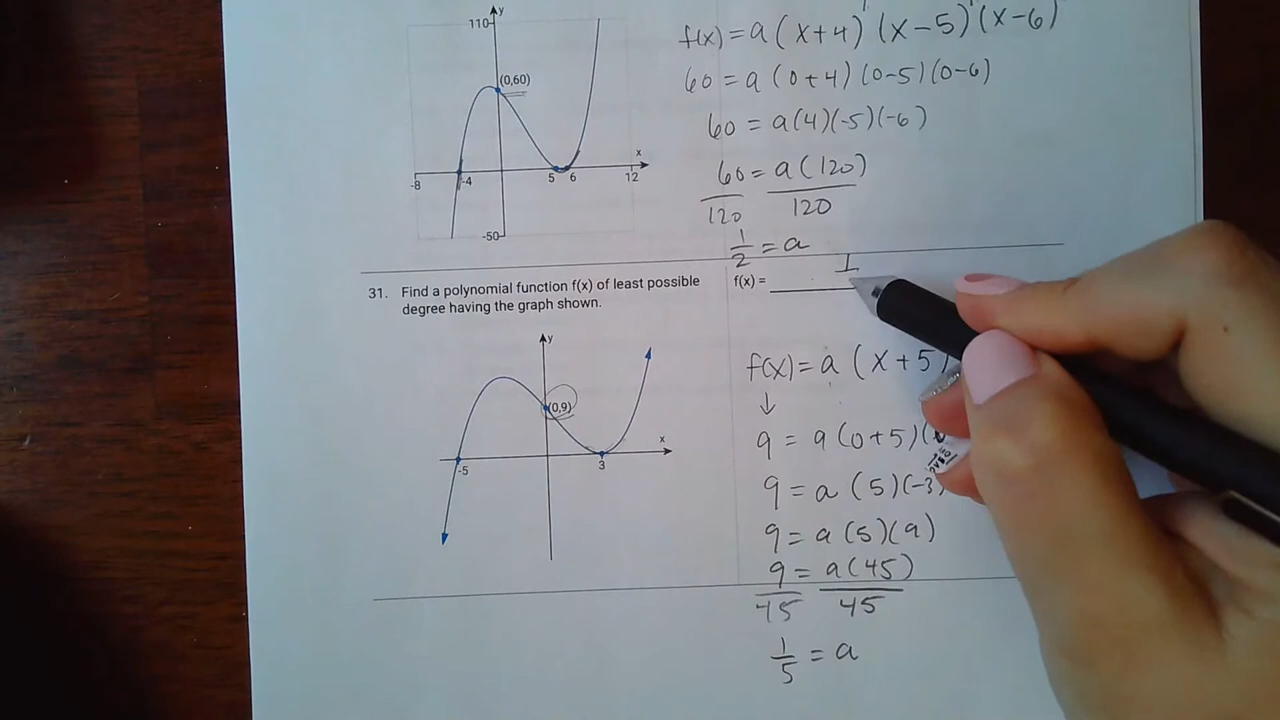 110
y
(0,60)
x
-8
-4
5
6
12
-50
f(x) = a (x+4)¹ (x-5)¹ (x-6)¹
60 = a (0+4) (0-5)(0-6)
60 = a(4)(-5)(-6)
60 = a(120)
120 120
1/2 = a
31. Find a polynomial function f(x) of least possible
degree having the graph shown.
f(x) =
y
(0,9)
x
-5
3
f(x) = a (x+5)
↓
9 = a (0+5)(
9 = a (5)(-3)
9 = a (5)(9)
9 = a(45)
45 45
1/5 = a